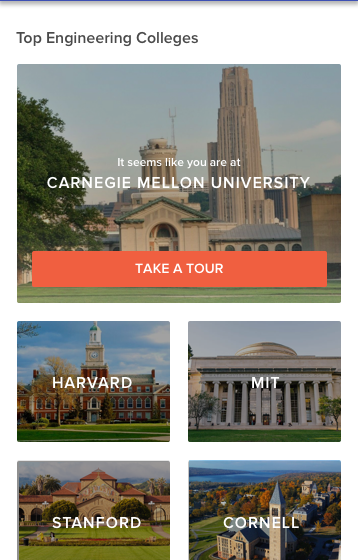 Top Engineering Colleges
It seems like you are at
CARNEGIE MELLON UNIVERSITY
TAKE A TOUR
HARVARD
MIT
STANFORD
CORNELL